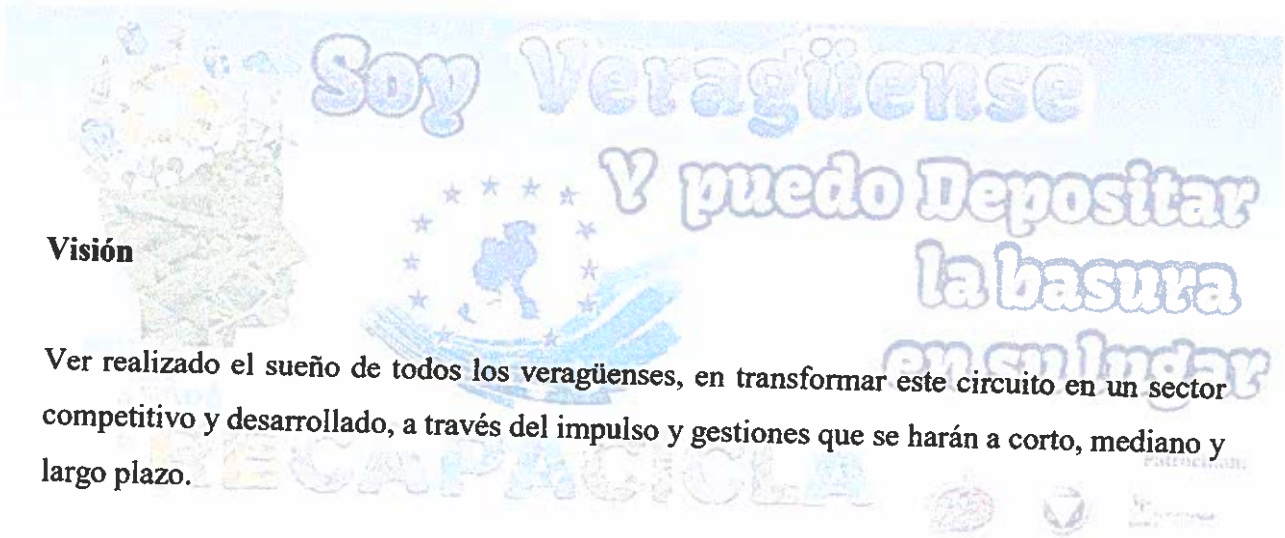 Soy Veragüense
Y puedo Depositar
la basura
en su lugar
Visión
Ver realizado el sueño de todos los veragüenses, en transformar este circuito en un sector
competitivo y desarrollado, a través del impulso y gestiones que se harán a corto, mediano y
largo plazo.
RECAPACICLA
Patrocinan: